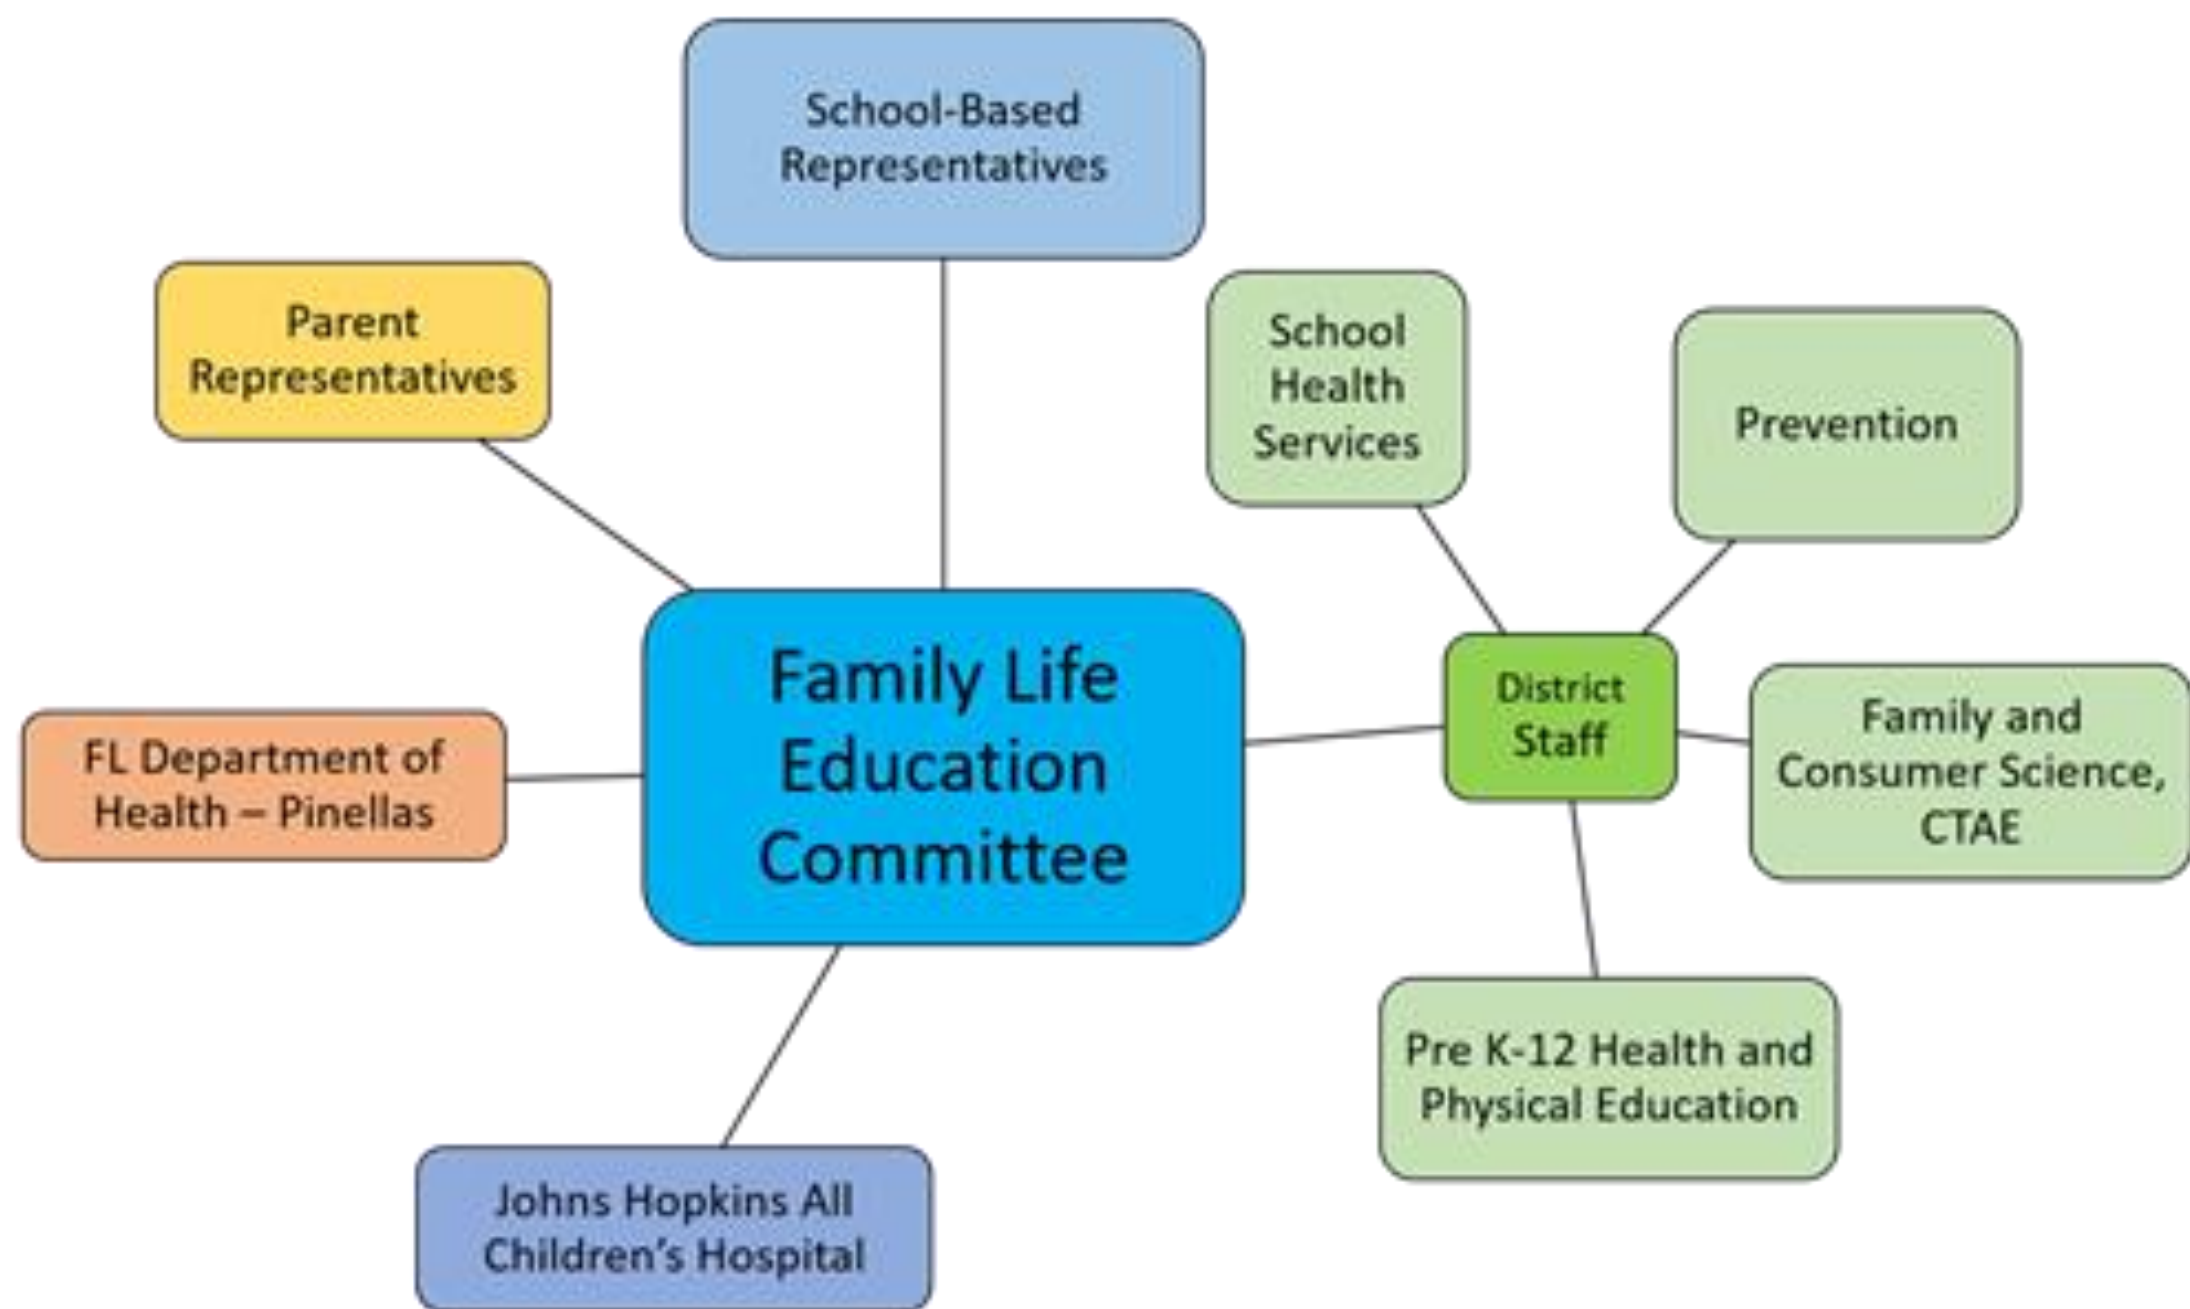 School-Based
Representatives
Parent
Representatives
School
Health
Services
Prevention
Family Life
Education
Committee
District
Staff
Family and
Consumer Science,
CTAE
FL Department of
Health – Pinellas
Pre K-12 Health and
Physical Education
Johns Hopkins All
Children’s Hospital